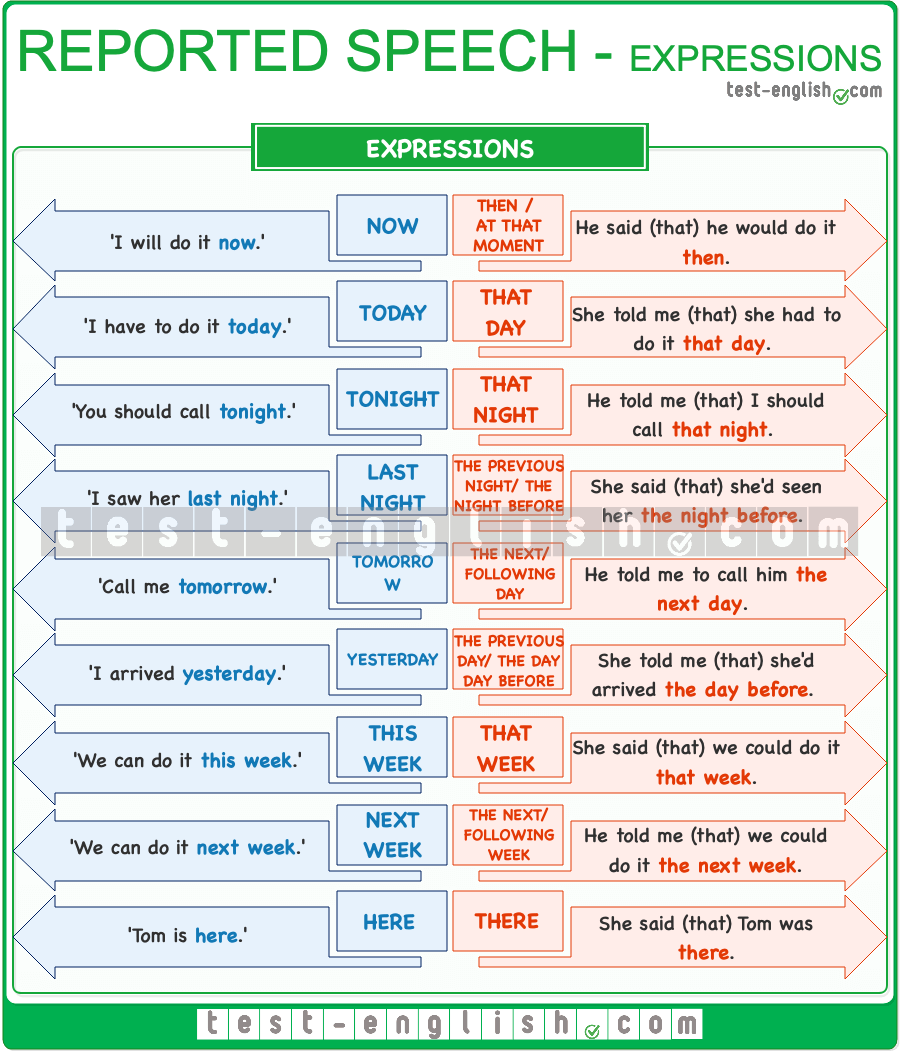 REPORTED SPEECH - EXPRESSIONS
test-english.com
EXPRESSIONS
'I will do it now.'
NOW
THEN /
AT THAT
MOMENT
He said (that) he would do it
then.
'I have to do it today.'
TODAY
THAT
DAY
She told me (that) she had to
do it that day.
'You should call tonight.'
TONIGHT
THAT
NIGHT
He told me (that) I should
call that night.
'I saw her last night.'
LAST
NIGHT
THE PREVIOUS
NIGHT/ THE
NIGHT BEFORE
She said (that) she'd seen
her the night before.
test-english.com
'Call me tomorrow.'
TOMORRO
W
THE NEXT/
FOLLOWING
DAY
He told me to call him the
next day.
'I arrived yesterday.'
YESTERDAY
THE PREVIOUS
DAY/ THE DAY
DAY BEFORE
She told me (that) she'd
arrived the day before.
'We can do it this week.'
THIS
WEEK
THAT
WEEK
She said (that) we could do it
that week.
'We can do it next week.'
NEXT
WEEK
THE NEXT/
FOLLOWING
WEEK
He told me (that) we could
do it the next week.
'Tom is here.'
HERE
THERE
She said (that) Tom was
there.
test-english.com